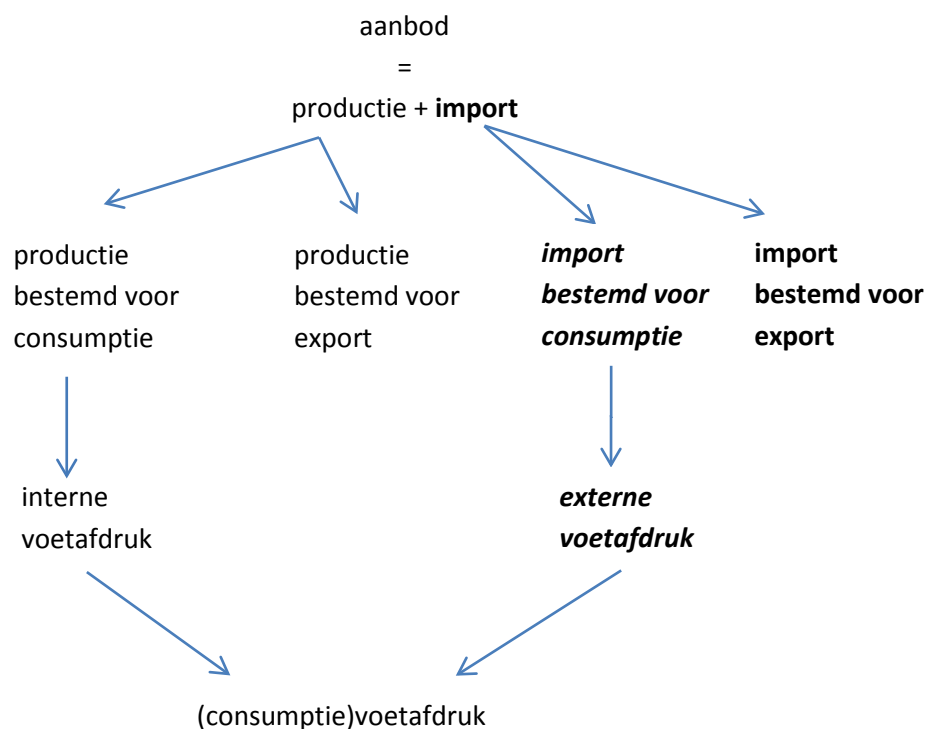 aanbod
=
productie + import
productie
bestemd voor
consumptie
productie
bestemd voor
export
import
bestemd voor
consumptie
import
bestemd voor
export
interne
voetafdruk
externe
voetafdruk
(consumptie)voetafdruk